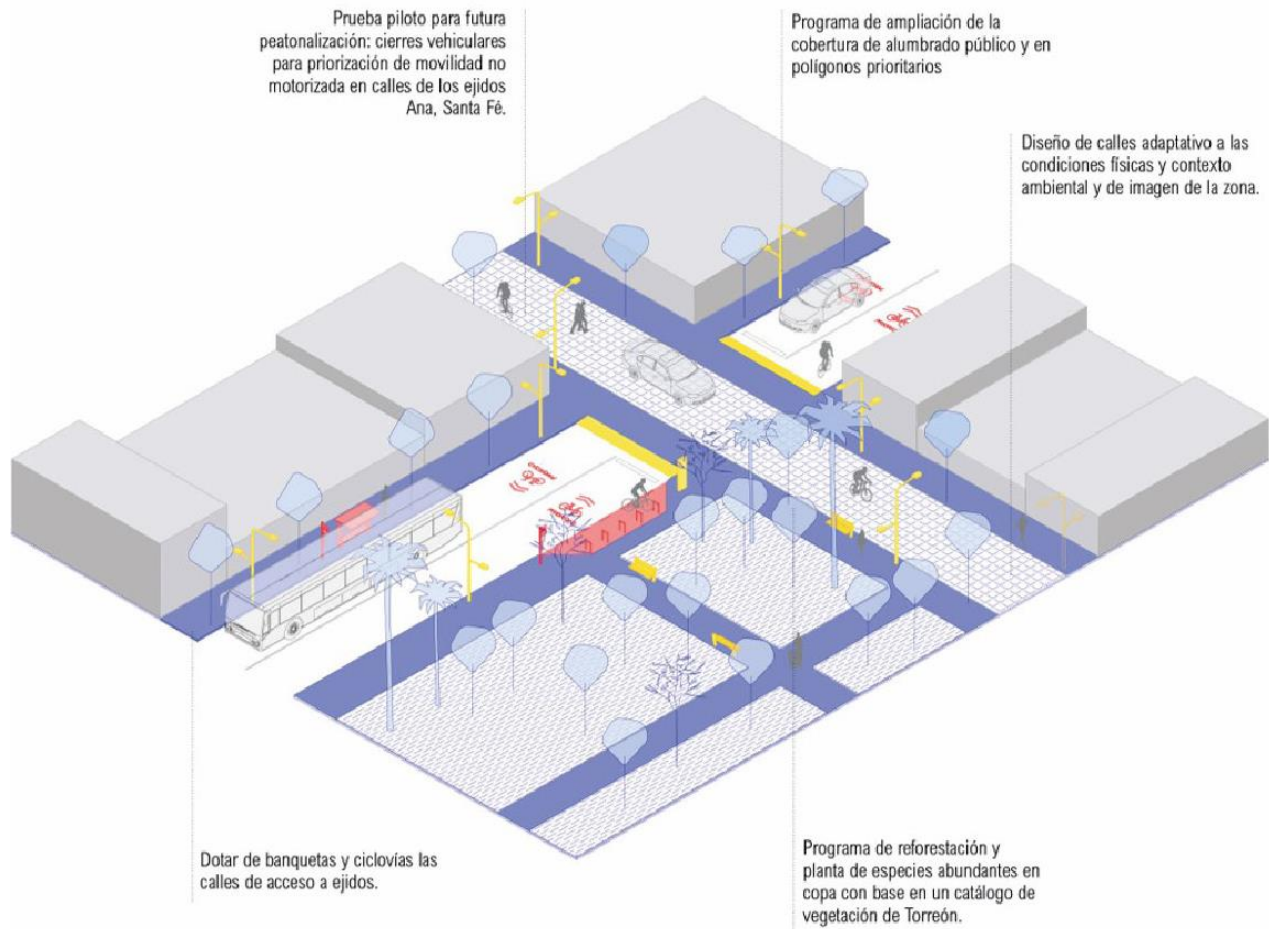 Prueba piloto para futura
peatonalización: cierres vehiculares
para priorización de movilidad no
motorizada en calles de los ejidos
Ana, Santa Fé.
Programa de ampliación de la
cobertura de alumbrado público y en
polígonos prioritarios
Diseño de calles adaptativo a las
condiciones físicas y contexto
ambiental y de imagen de la zona.
Dotar de banquetas y ciclovías las
calles de acceso a ejidos.
Programa de reforestación y
planta de especies abundantes en
copa con base en un catálogo de
vegetación de Torreón.